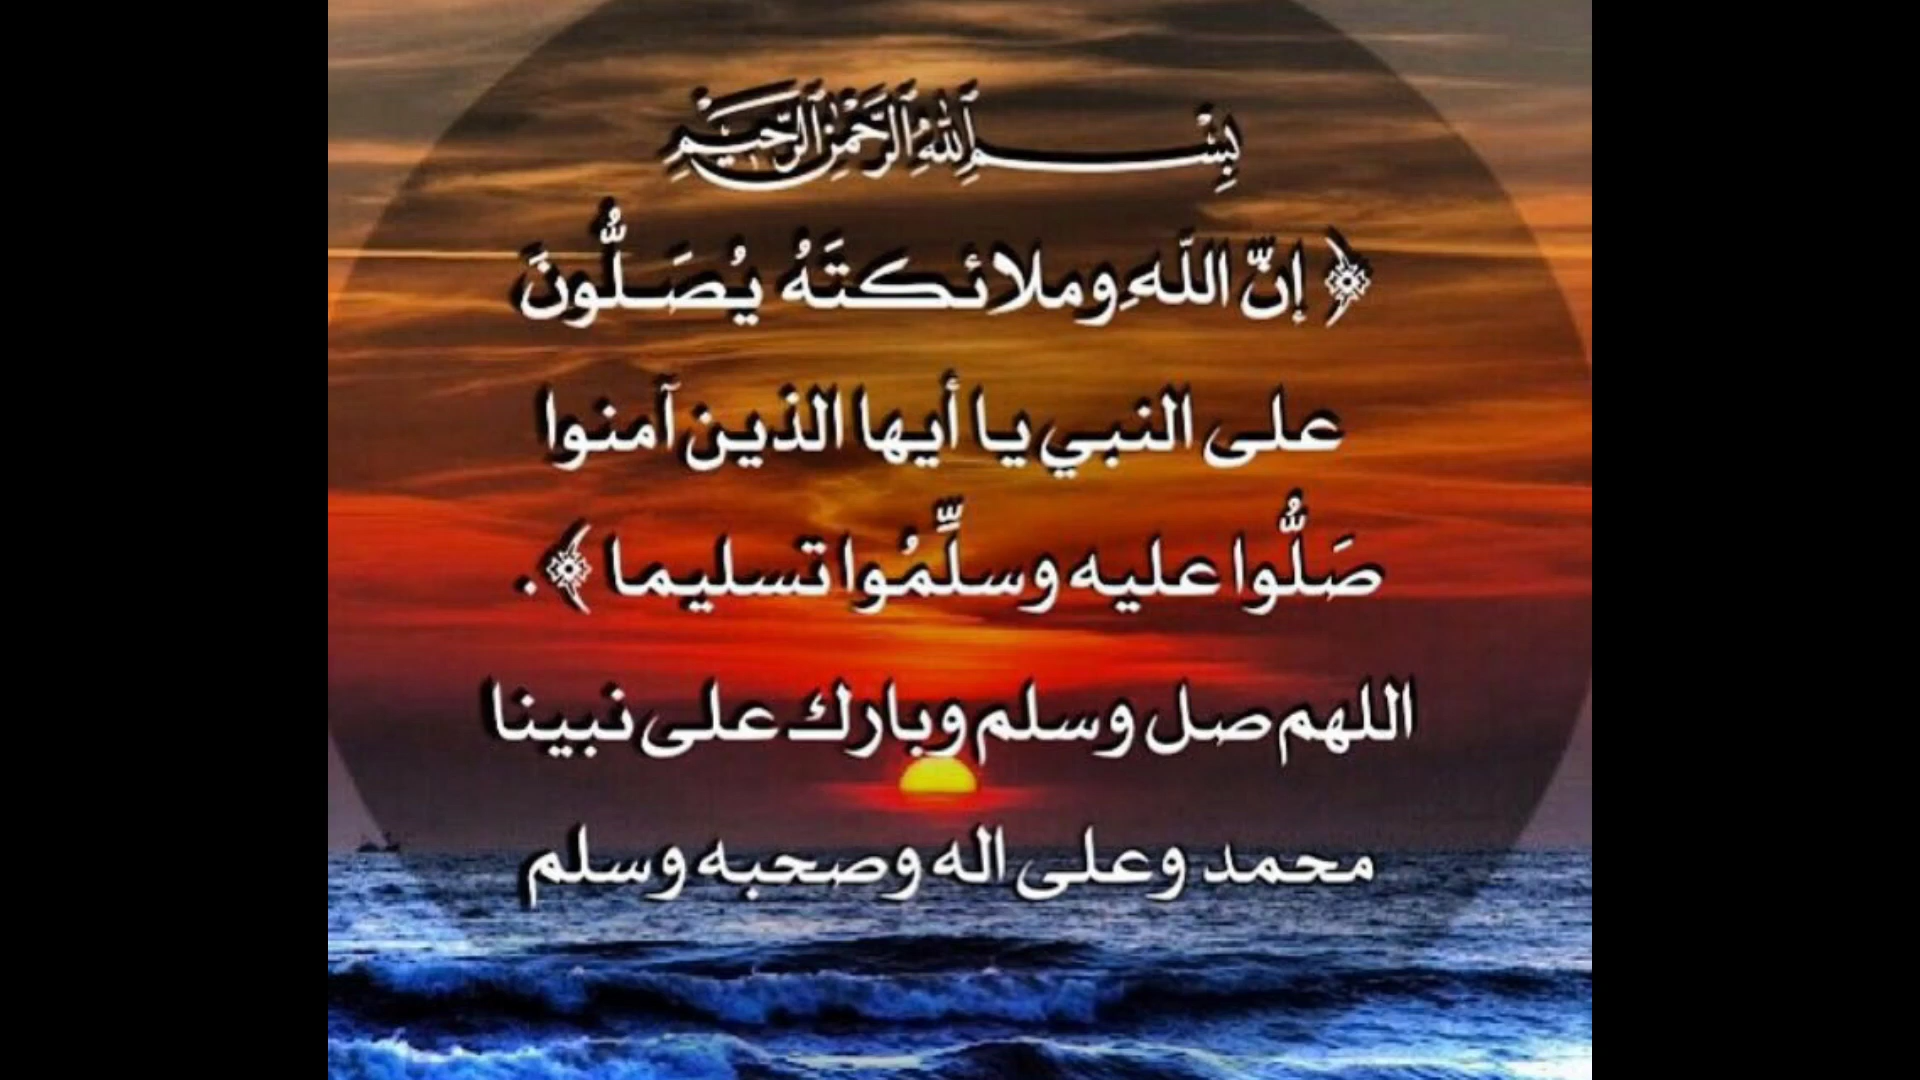 بِسْمِ اللَّهِ الرَّحْمَٰنِ الرَّحِيمِ
﴿ إنّ اللّهِ وملائكتَهُ يُصَلُّونَ
على النبي يا أيها الذين آمنوا
صَلُّوا عليه وسلِّمُوا تسليما ﴾.
اللهم صل وسلم وبارك على نبينا
محمد وعلى اله وصحبه وسلم